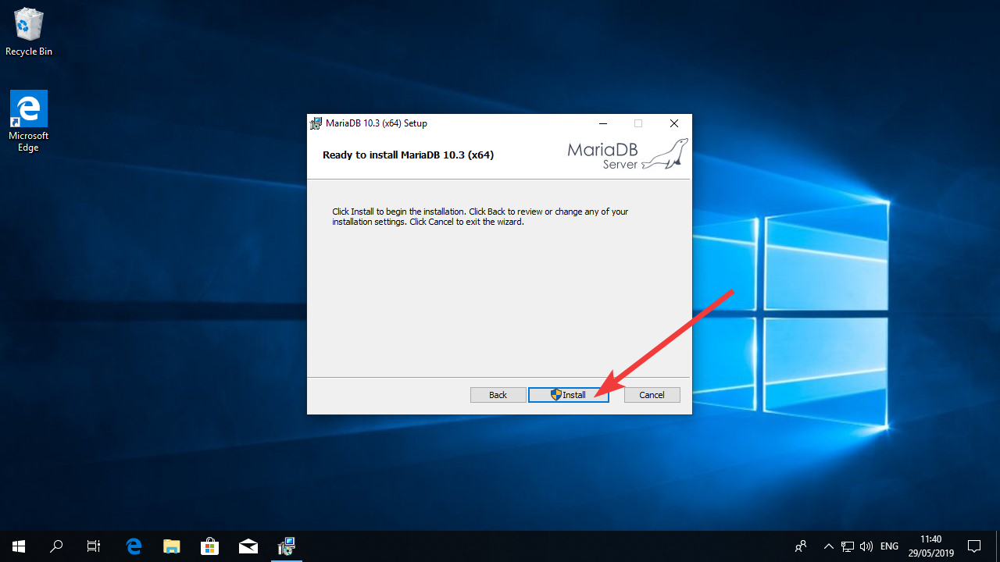 Recycle Bin
Microsoft
Edge
MariaDB 10.3 (x64) Setup
Ready to install MariaDB 10.3 (x64)
MariaDB
Server
Click Install to begin the installation. Click Back to review or change any of your
installation settings. Click Cancel to exit the wizard.
Back
Install
Cancel
ENG
11:40
29/05/2019